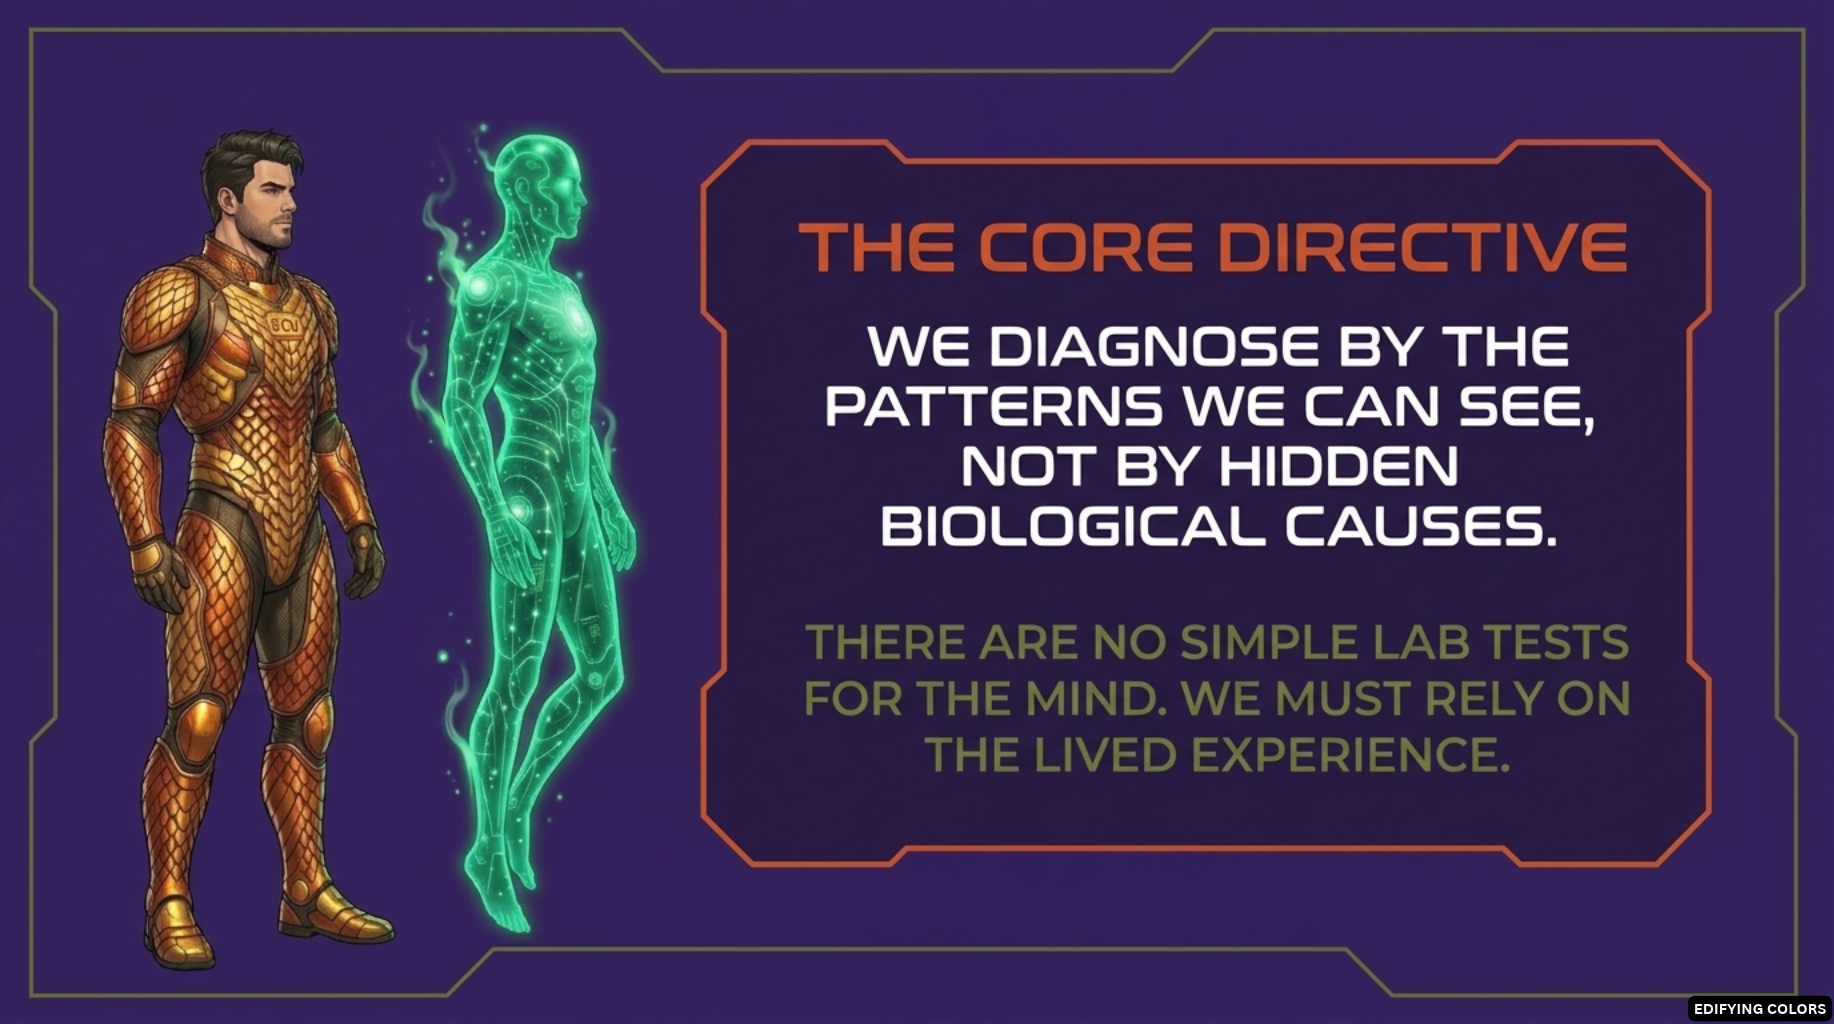 THE CORE DIRECTIVE
WE DIAGNOSE BY THE
PATTERNS WE CAN SEE,
NOT BY HIDDEN
BIOLOGICAL CAUSES.
THERE ARE NO SIMPLE LAB TESTS
FOR THE MIND. WE MUST RELY ON
THE LIVED EXPERIENCE.
EDIFYING COLORS